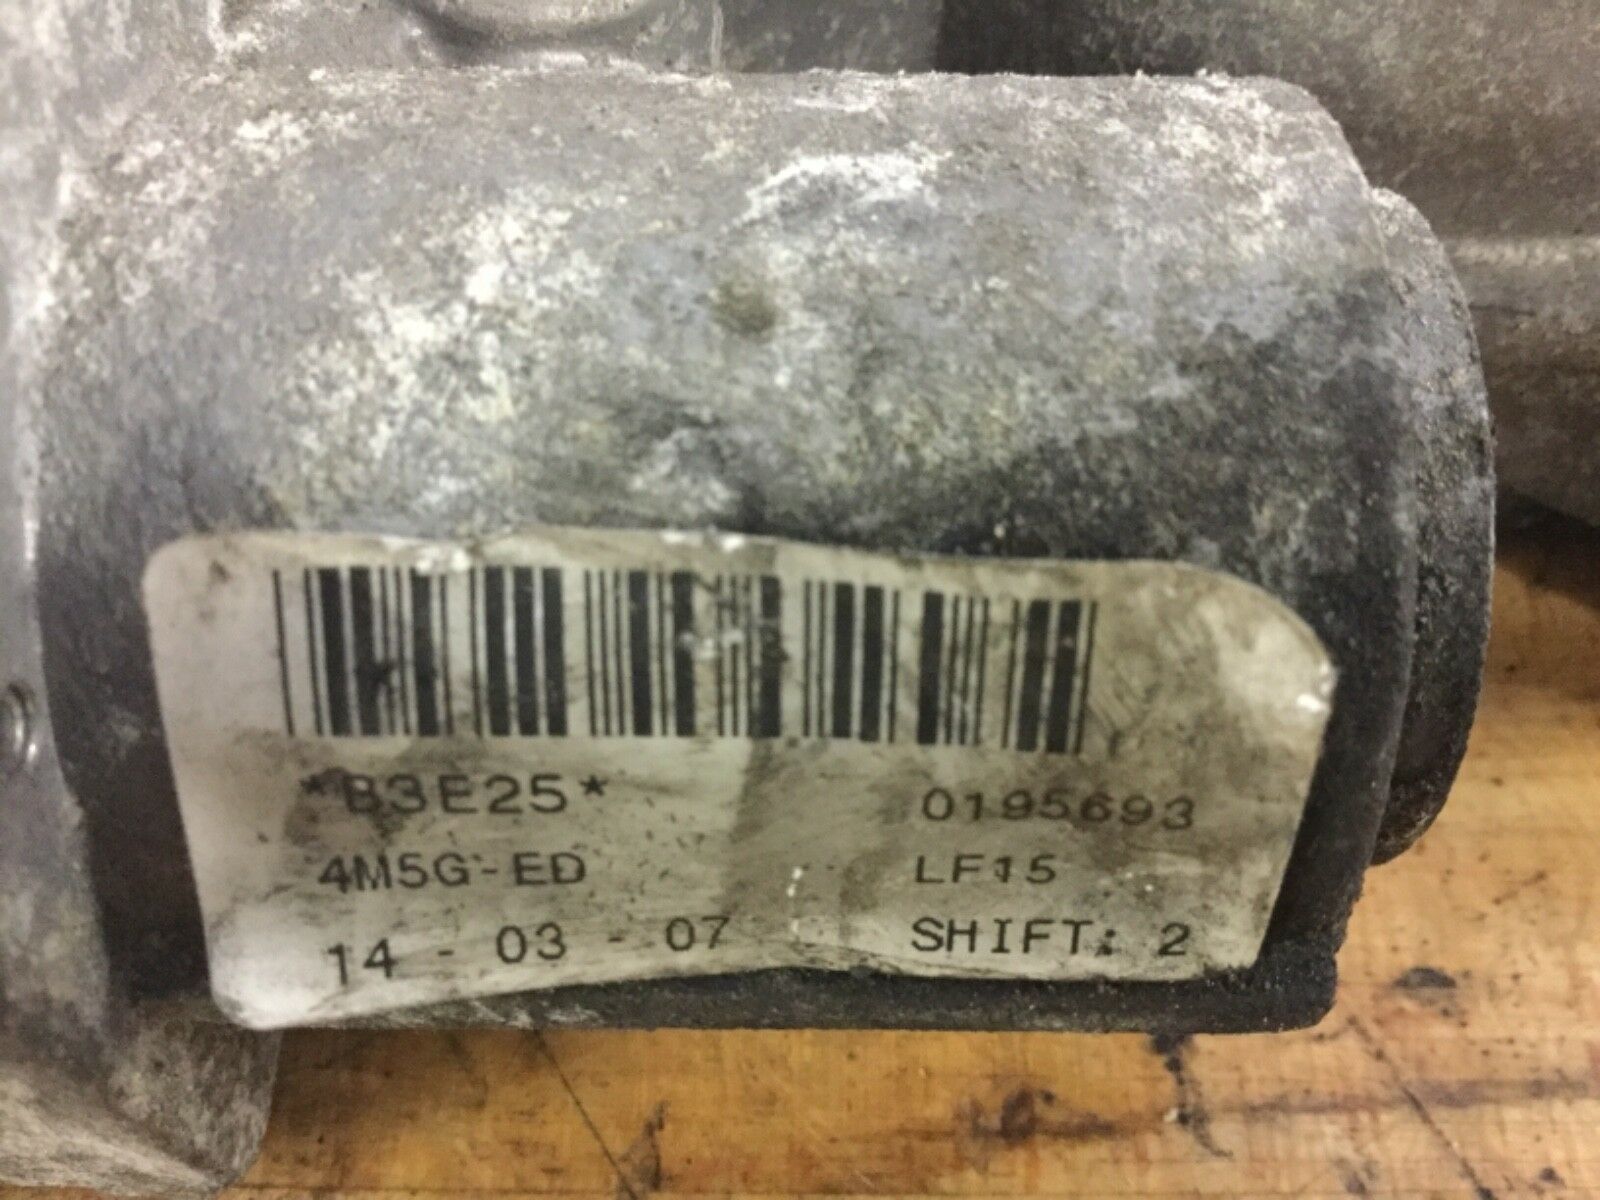 *B3E25* 0195693
4M5G-ED LF15
14 - 03 - 07 SHIFT: 2